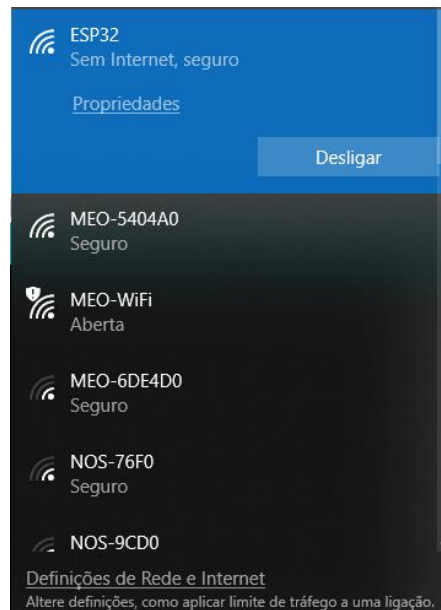 ESP32
Sem Internet, seguro
Propriedades
Desligar
MEO-5404A0
Seguro
MEO-WiFi
Aberta
MEO-6DE4D0
Seguro
NOS-76F0
Seguro
NOS-9CD0
Definições de Rede e Internet
Altere definições, como aplicar limite de tráfego a uma ligação.